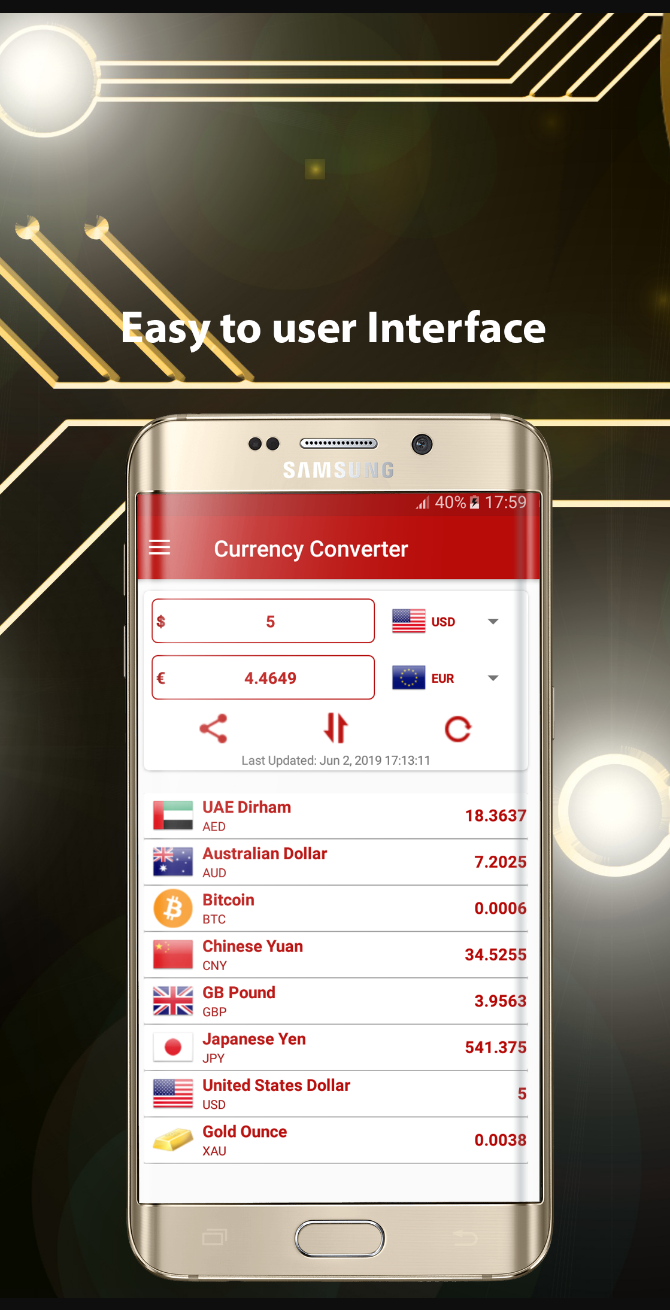 Easy to user Interface
SAMSUNG
40% 17:59
Currency Converter
$ 5 USD
€ 4.4649 EUR
Last Updated: Jun 2, 2019 17:13:11
UAE Dirham
AED
18.3637
Australian Dollar
AUD
7.2025
Bitcoin
BTC
0.0006
Chinese Yuan
CNY
34.5255
GB Pound
GBP
3.9563
Japanese Yen
JPY
541.375
United States Dollar
USD
5
Gold Ounce
XAU
0.0038